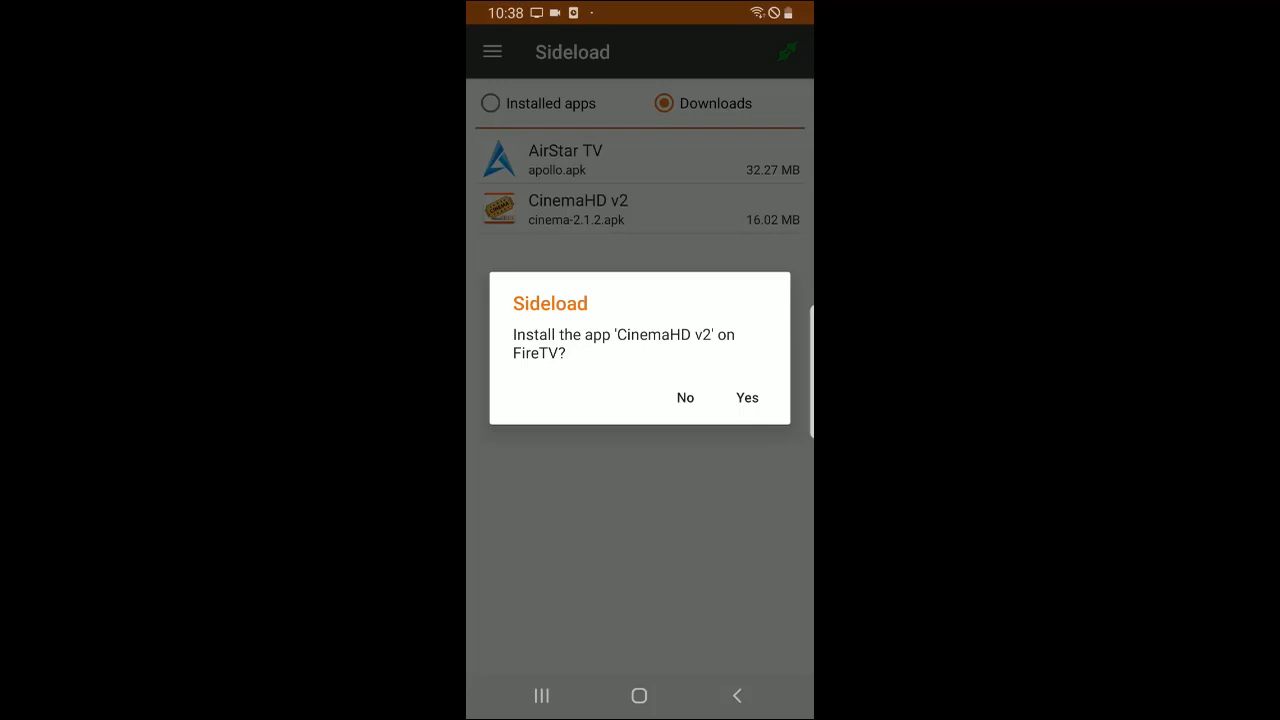 10:38
Sideload
Installed apps
Downloads
AirStar TV
apollo.apk
32.27 MB
CinemaHD v2
cinema-2.1.2.apk
16.02 MB
Sideload
Install the app 'CinemaHD v2' on
FireTV?
No
Yes